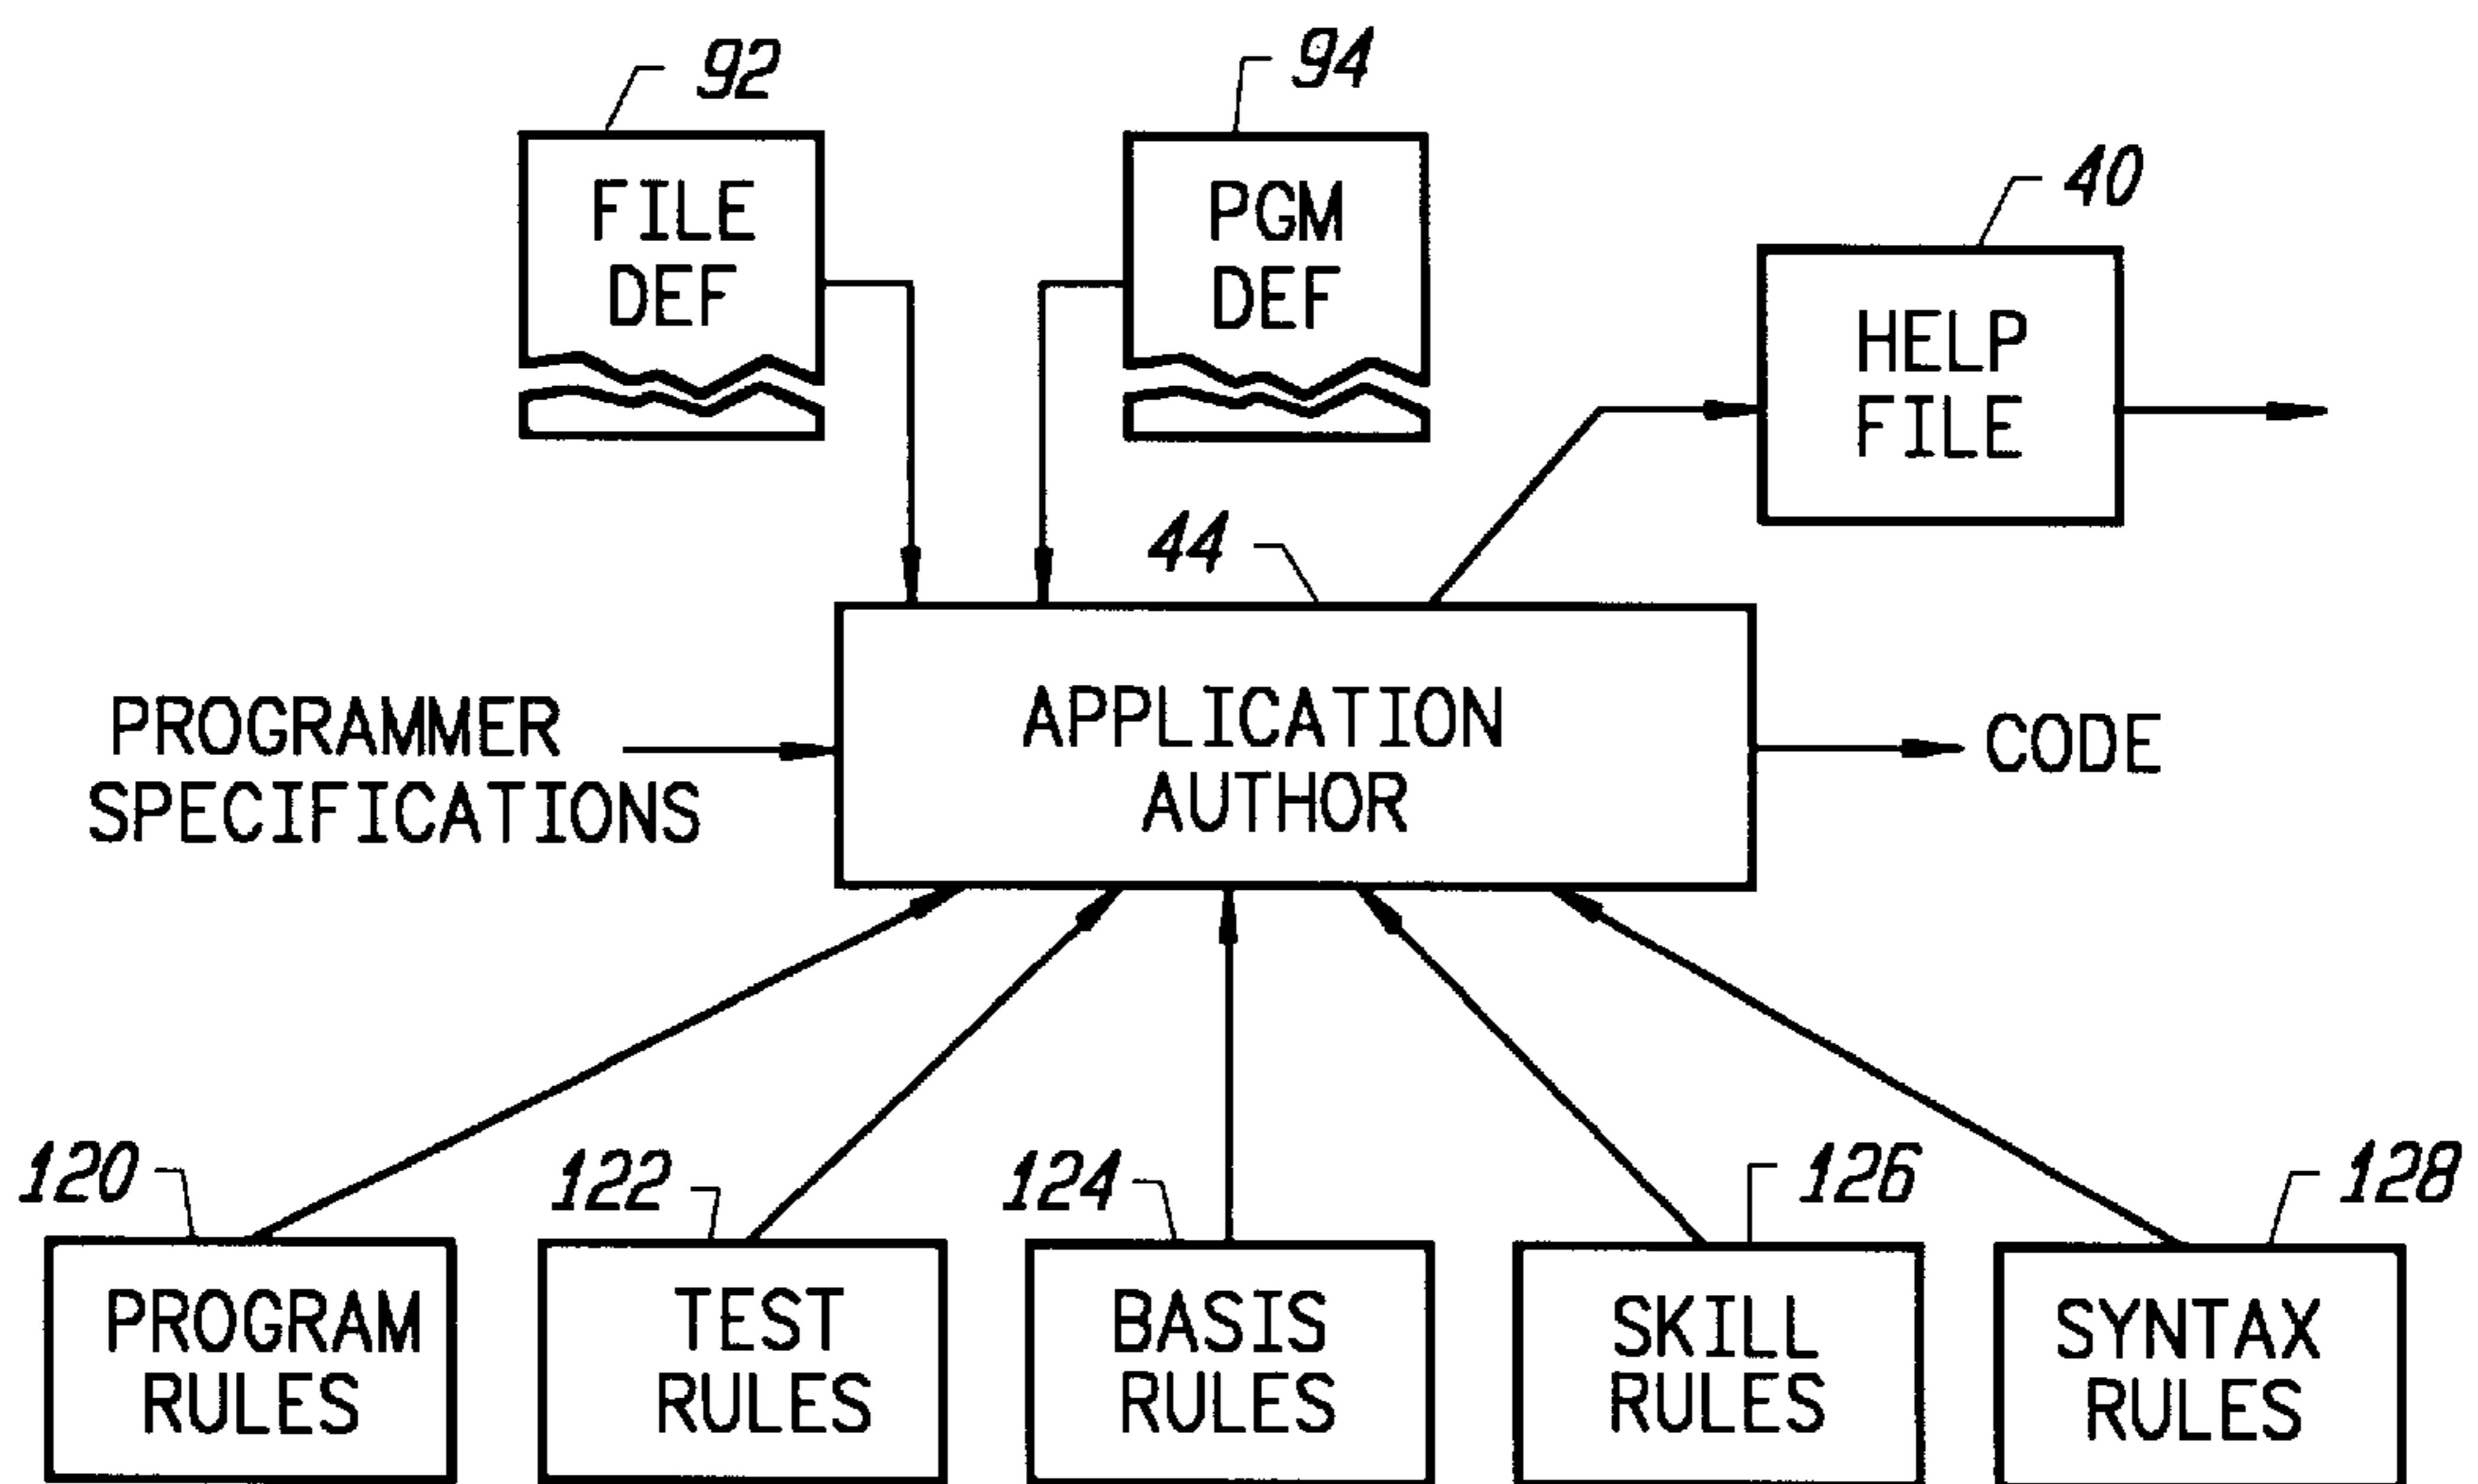 92
94
FILE
DEF
PGM
DEF
40
HELP
FILE
44
PROGRAMMER
SPECIFICATIONS
APPLICATION
AUTHOR
CODE
120
122
124
126
128
PROGRAM
RULES
TEST
RULES
BASIS
RULES
SKILL
RULES
SYNTAX
RULES